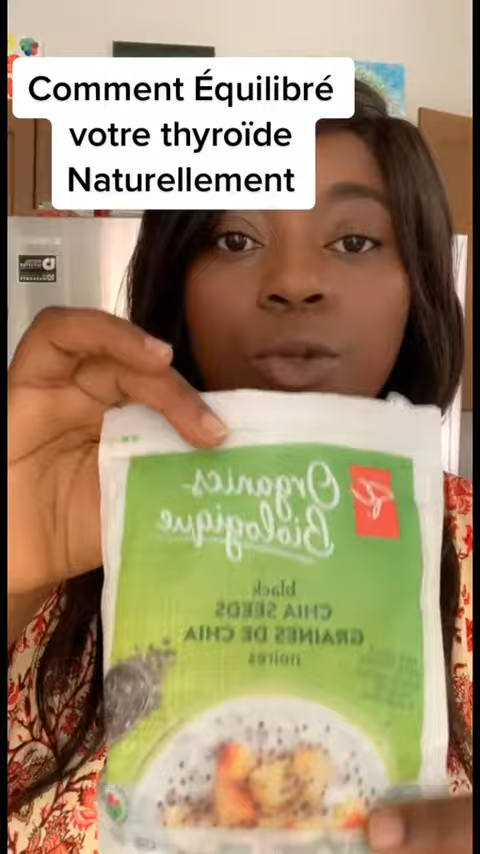 Comment Équilibré
votre thyroïde
Naturellement
Organics
Biologique
black
CHIA SEEDS
GRAINES DE CHIA
noires